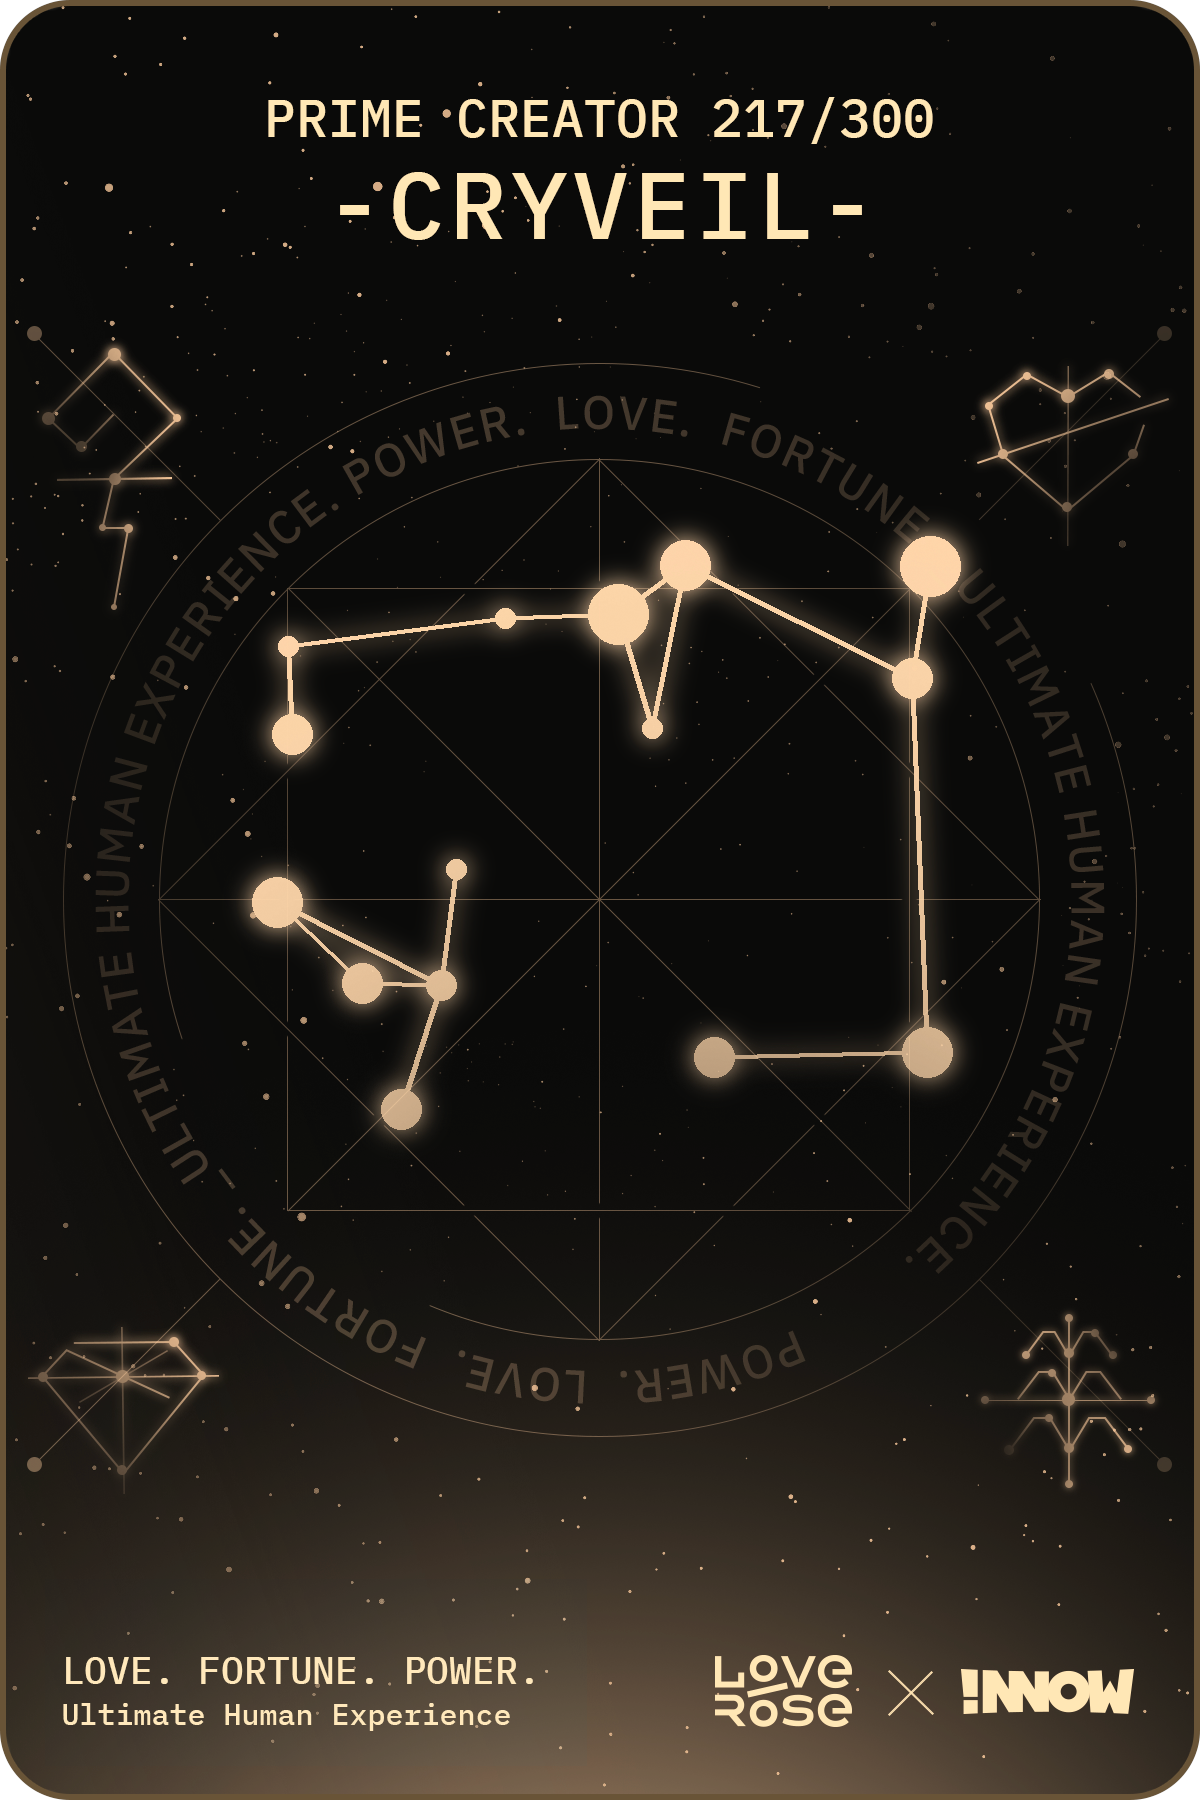 PRIME CREATOR 217/300
-CRYVEIL-
ULTIMATE HUMAN EXPERIENCE. POWER. LOVE. FORTUNE. ULTIMATE HUMAN EXPERIENCE.
POWER. LOVE. FORTUNE. —
LOVE. FORTUNE. POWER.
Ultimate Human Experience
LOVE
ROSE
!NNOW